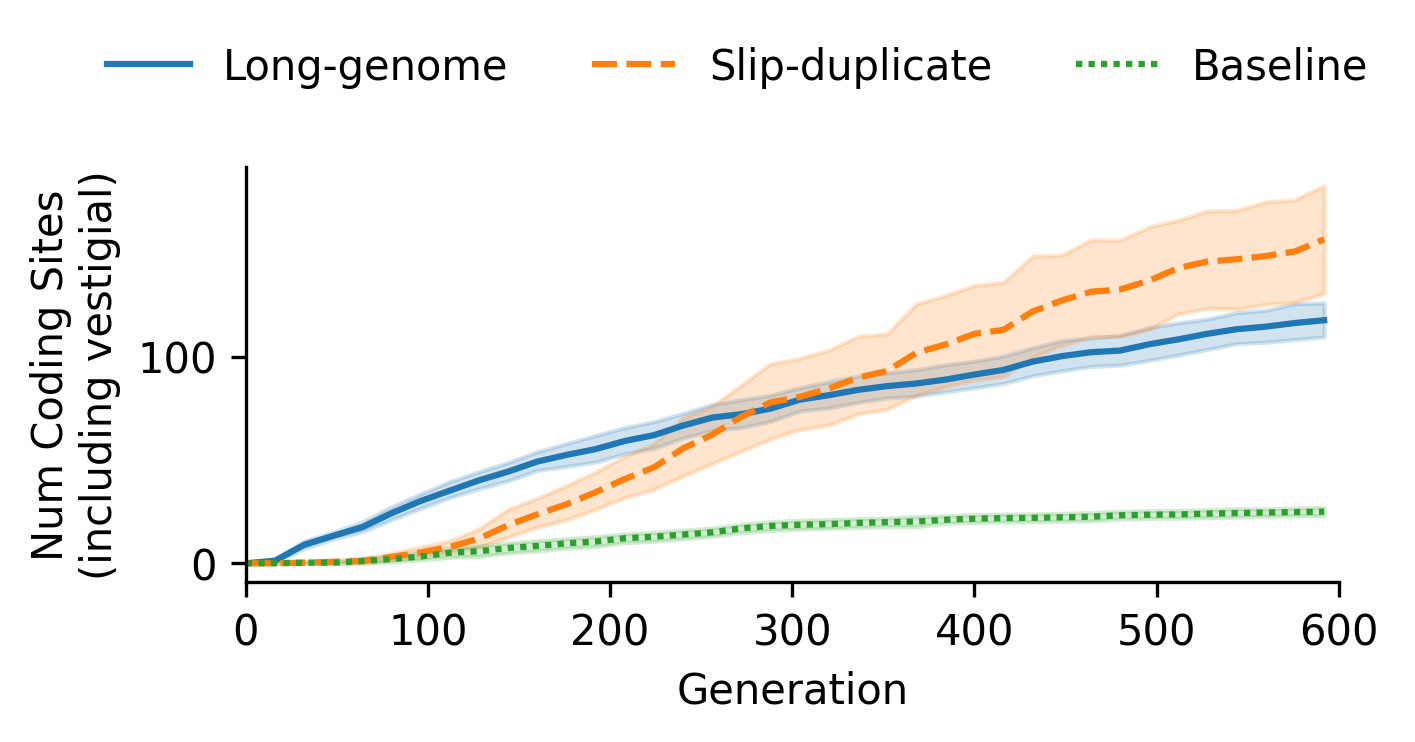 Long-genome Slip-duplicate Baseline
Num Coding Sites
(including vestigial)
100
0
0 100 200 300 400 500 600
Generation